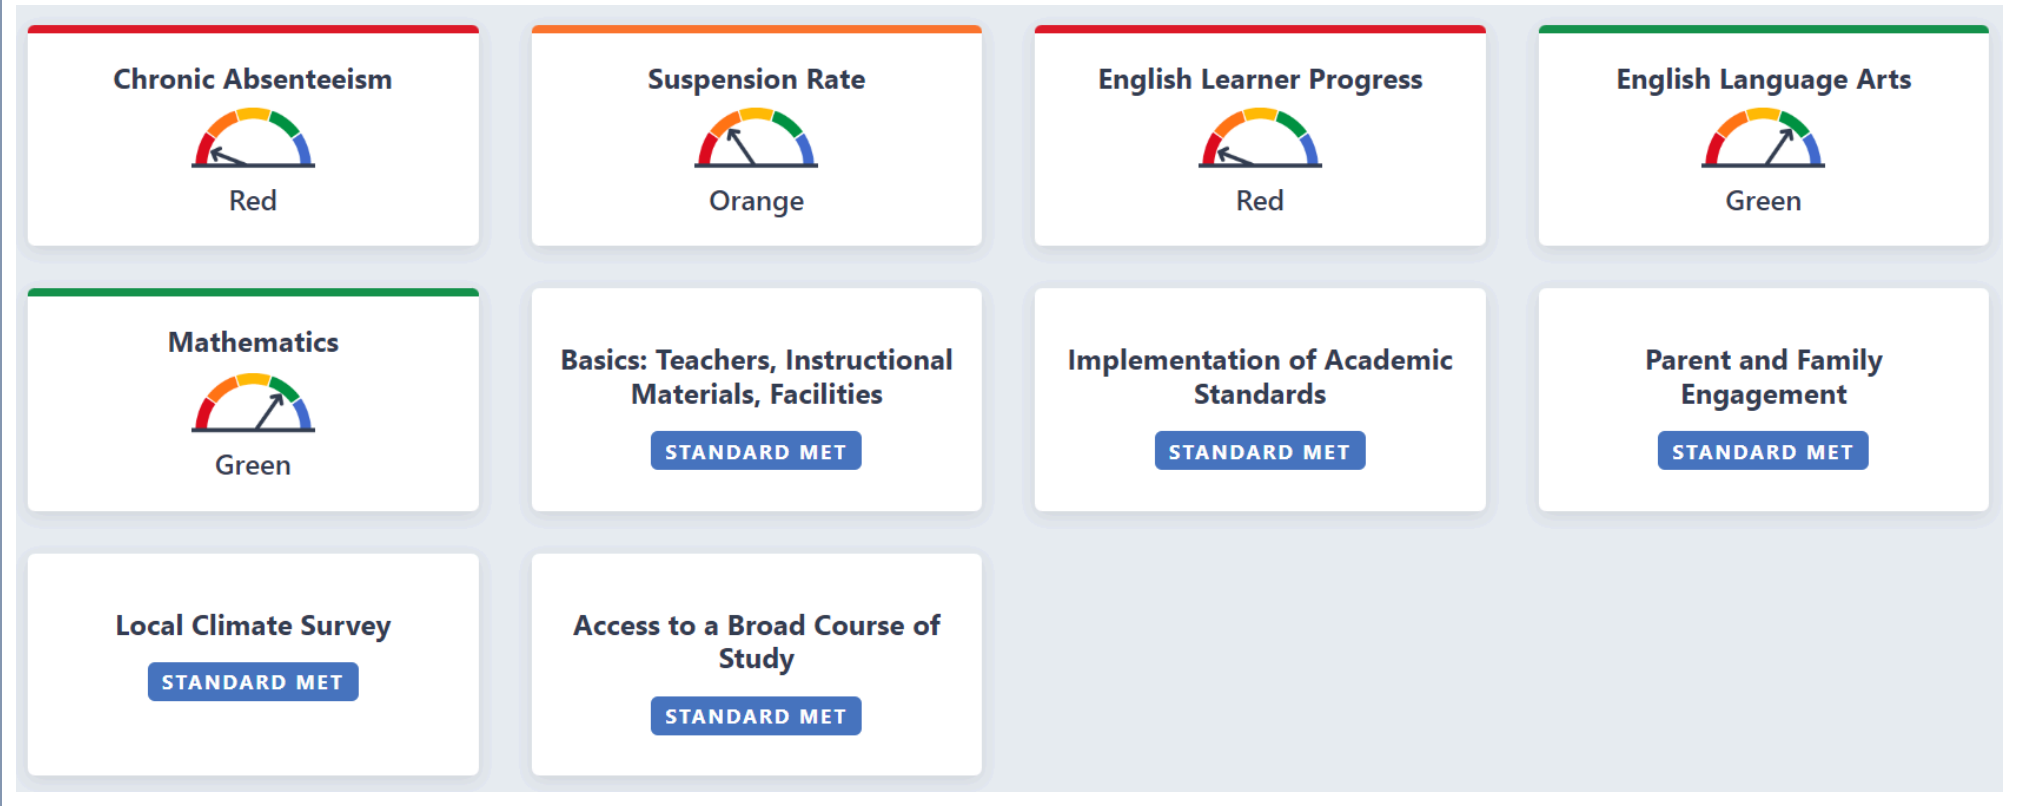 Chronic Absenteeism
Red
Suspension Rate
Orange
English Learner Progress
Red
English Language Arts
Green
Mathematics
Green
Basics: Teachers, Instructional
Materials, Facilities
STANDARD MET
Implementation of Academic
Standards
STANDARD MET
Parent and Family
Engagement
STANDARD MET
Local Climate Survey
STANDARD MET
Access to a Broad Course of
Study
STANDARD MET